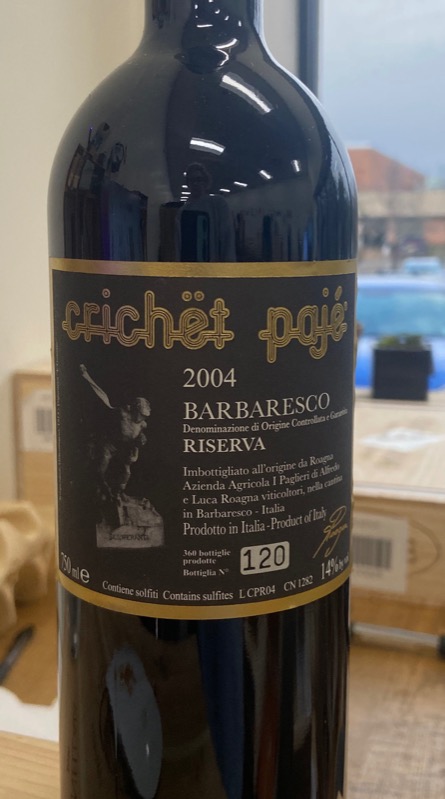 crichët pajé
2004
BARBARESCO
Denominazione di Origine Controllata e Garantita
RISERVA
Imbottigliato all'origine da Roagna
Azienda Agricola I Paglieri di Alfredo
e Luca Roagna viticoltori, nella cantina
in Barbaresco - Italia
Prodotto in Italia - Product of Italy
360 bottiglie
prodotte
Bottiglia N° 120
750 ml e
Contiene solfiti Contains sulfites L CPR04 CN 1282 14% by vol